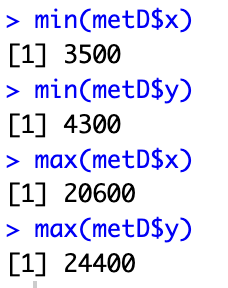 > min(metD$x)
[1] 3500
> min(metD$y)
[1] 4300
> max(metD$x)
[1] 20600
> max(metD$y)
[1] 24400